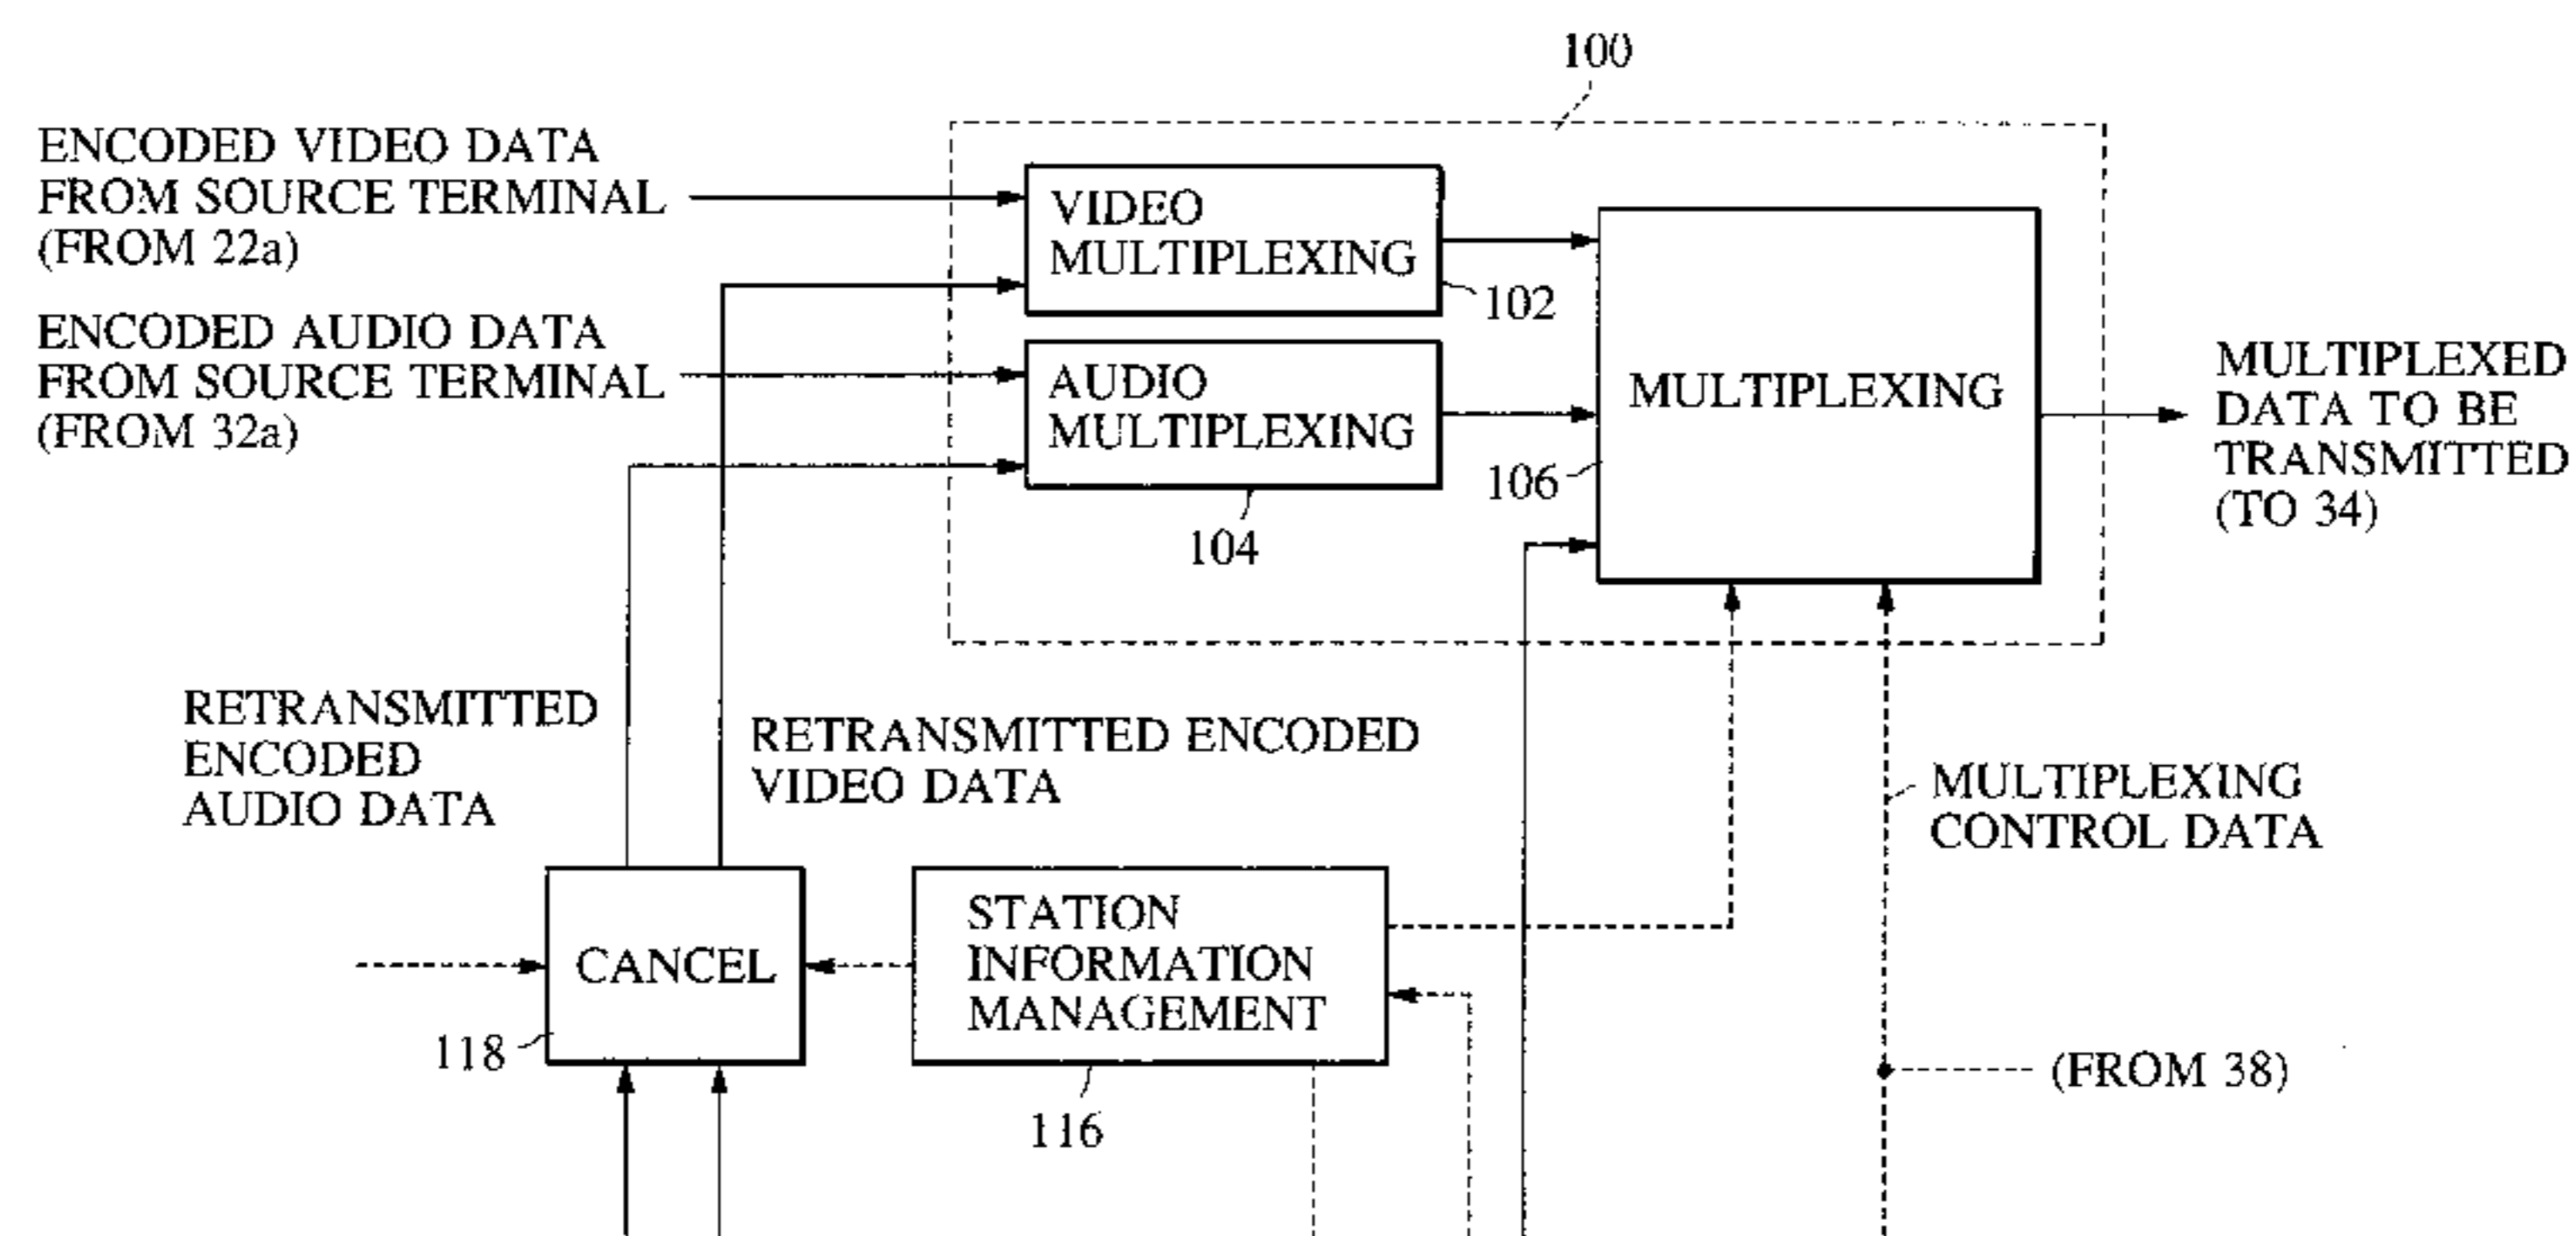 100
ENCODED VIDEO DATA
FROM SOURCE TERMINAL
(FROM 22a)
VIDEO
MULTIPLEXING
102
ENCODED AUDIO DATA
FROM SOURCE TERMINAL
(FROM 32a)
AUDIO
MULTIPLEXING
104
MULTIPLEXING
106
MULTIPLEXED
DATA TO BE
TRANSMITTED
(TO 34)
RETRANSMITTED
ENCODED
AUDIO DATA
RETRANSMITTED ENCODED
VIDEO DATA
MULTIPLEXING
CONTROL DATA
CANCEL
118
STATION
INFORMATION
MANAGEMENT
116
(FROM 38)